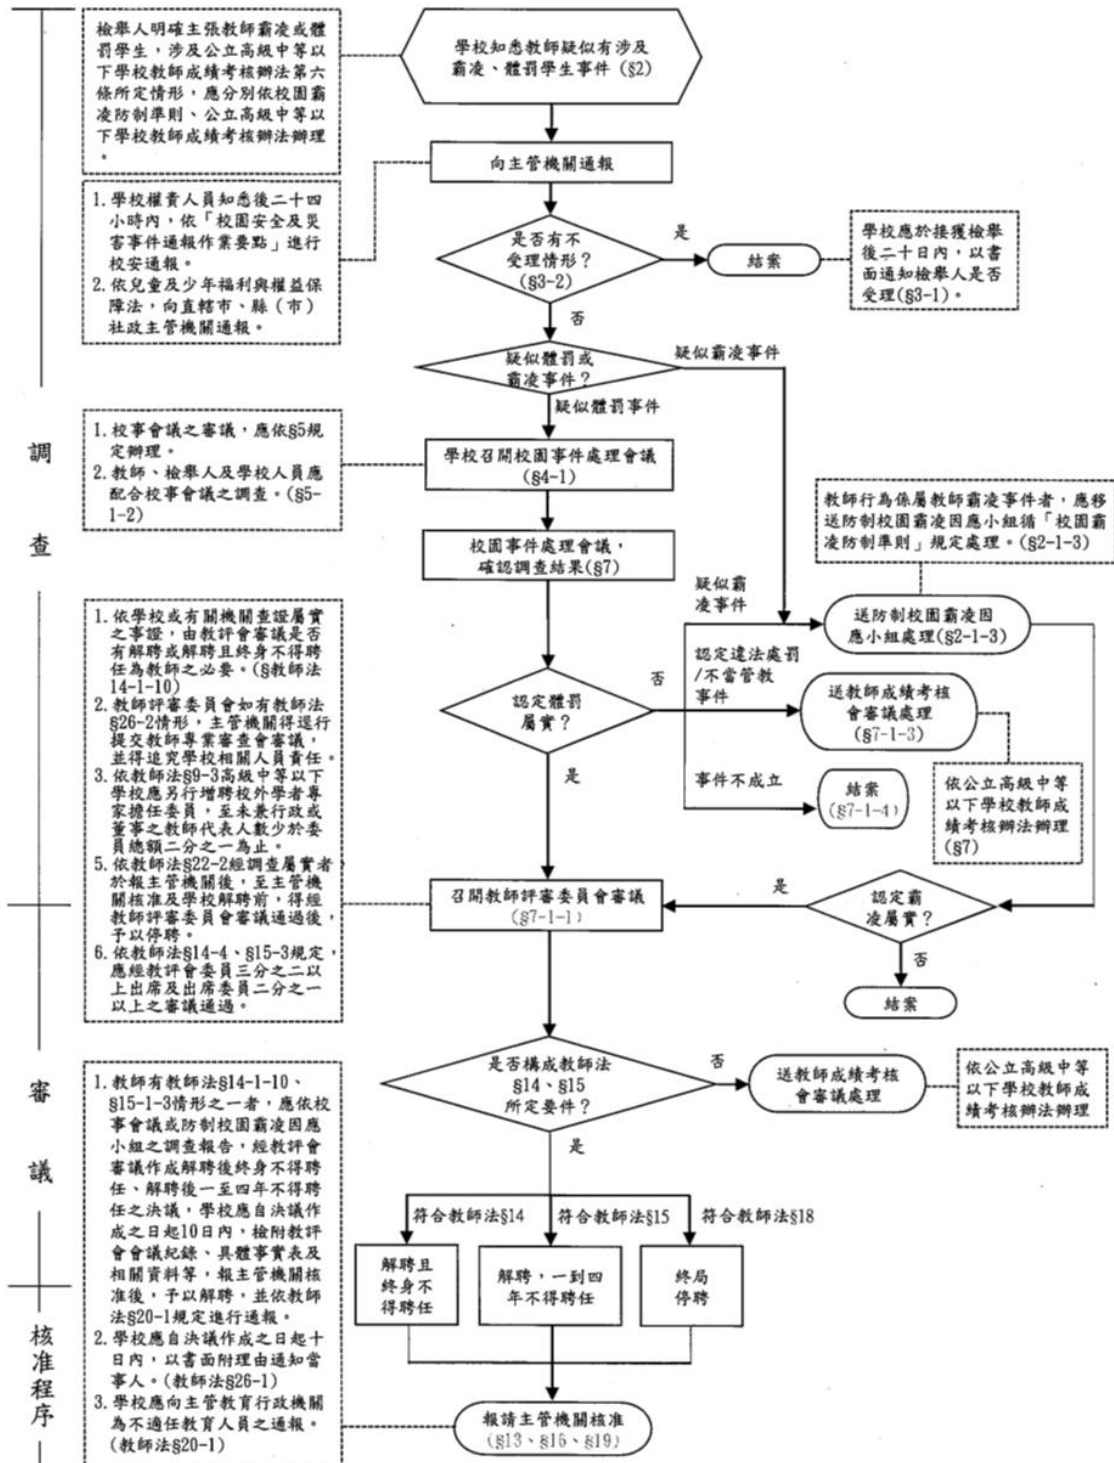 檢舉人明確主張教師霸凌或體
罰學生，涉及公立高級中等以
下學校教師成績考核辦法第六
條所定情形，應分別依校園霸
凌防制準則、公立高級中等以
下學校教師成績考核辦法辦理
。
學校知悉教師疑似有涉及
霸凌、體罰學生事件 (§2)
向主管機關通報
1. 學校權責人員知悉後二十四
小時內，依「校園安全及災
害事件通報作業要點」進行
校安通報。
2. 依兒童及少年福利與權益保
障法，向直轄市、縣（市）
社政主管機關通報。
是否有不
受理情形？
(§3-2)
是
結案
學校應於接獲檢舉
後二十日內，以書
面通知檢舉人是否
受理(§3-1)。
否
疑似體罰或
霸凌事件？
疑似霸凌事件
疑似體罰事件
調
查
1. 校事會議之審議，應依§5規
定辦理。
2. 教師、檢舉人及學校人員應
配合校事會議之調查。(§5-
1-2)
學校召開校園事件處理會議
(§4-1)
校園事件處理會議，
確認調查結果(§7)
教師行為係屬教師霸凌事件者，應移
送防制校園霸凌因應小組循「校園霸
凌防制準則」規定處理。(§2-1-3)
疑似霸
凌事件
送防制校園霸凌因
應小組處理(§2-1-3)
1. 依學校或有關機關查證屬實
之事證，由教評會審議是否
有解聘或解聘且終身不得聘
任為教師之必要。(§教師法
14-1-10)
2. 教師評審委員會如有教師法
§26-2情形，主管機關得逕行
提交教師專業審查會審議，
並得追究學校相關人員責任。
3. 依教師法§9-3高級中等以下
學校應另行增聘校外學者專
家擔任委員，至未兼行政或
董事之教師代表人數少於委
員總額二分之一為止。
5. 依教師法§22-2經調查屬實者
於報主管機關後，至主管機
關核准及學校解聘前，得經
教師評審委員會審議通過後，
予以停聘。
6. 依教師法§14-4、§15-3規定，
應經教評會委員三分之二以
上出席及出席委員二分之一
以上之審議通過。
認定體罰
屬實？
否
認定違法處罰
/不當管教
事件
送教師成績考核
會審議處理
(§7-1-3)
是
事件不成立
結案
(§7-1-4)
依公立高級中等
以下學校教師成
績考核辦法辦理
(§7)
召開教師評審委員會審議
(§7-1-1)
是
認定霸
凌屬實？
否
結案
審
議
是否構成教師法
§14、§15
所定要件？
否
送教師成績考核
會審議處理
依公立高級中等
以下學校教師成
績考核辦法辦理
是
1. 教師有教師法§14-1-10、
§15-1-3情形之一者，應依校
事會議或防制校園霸凌因應
小組之調查報告，經教評會
審議作成解聘後終身不得聘
任、解聘後一至四年不得聘
任之決議，學校應自決議作
成之日起10日內，檢附教評
會會議紀錄、具體事實表及
相關資料等，報主管機關核
准後，予以解聘，並依教師
法§20-1規定進行通報。
2. 學校應自決議作成之日起十
日內，以書面附理由通知當
事人。(教師法§26-1)
3. 學校應向主管教育行政機關
為不適任教育人員之通報。
(教師法§20-1)
符合教師法§14
符合教師法§15
符合教師法§18
解聘且
終身不
得聘任
解聘，一到四
年不得聘任
終局
停聘
核
准
程
序
報請主管機關核准
(§13、§16、§19)